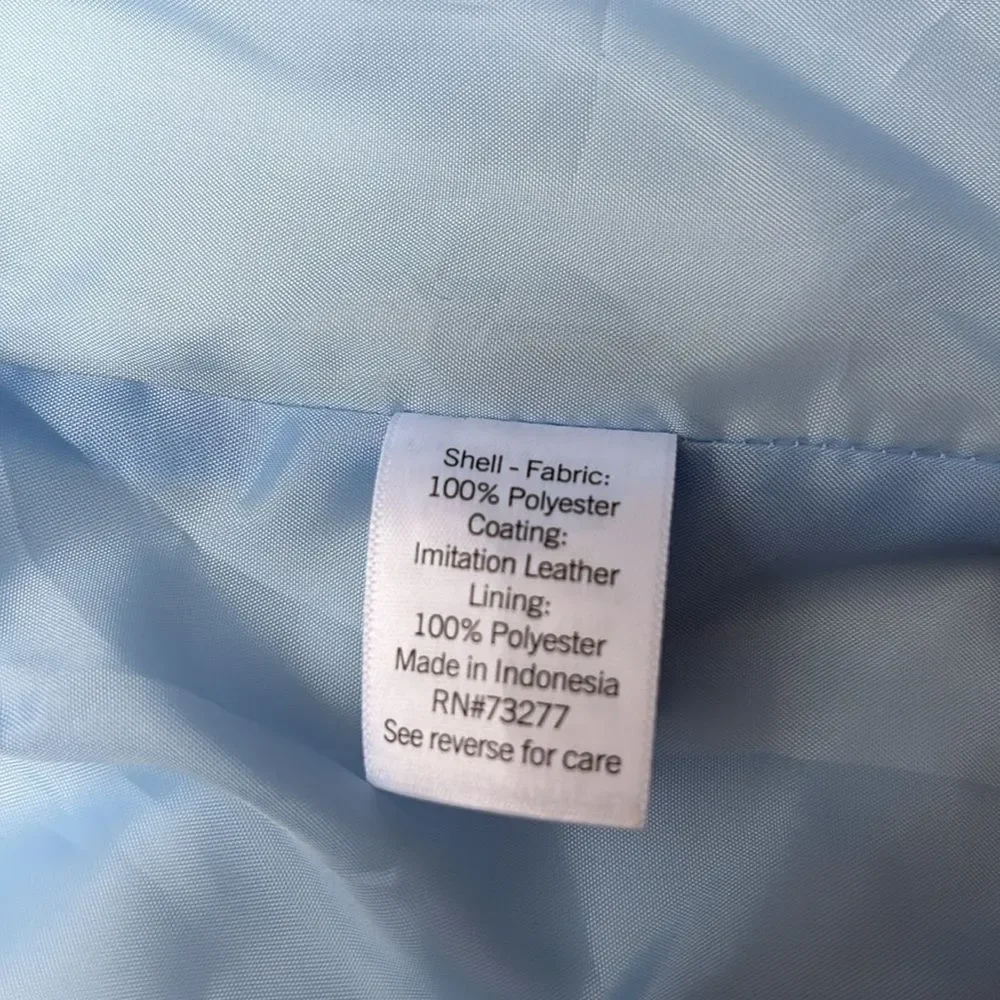 Shell - Fabric:
100% Polyester
Coating:
Imitation Leather
Lining:
100% Polyester
Made in Indonesia
RN#73277
See reverse for care